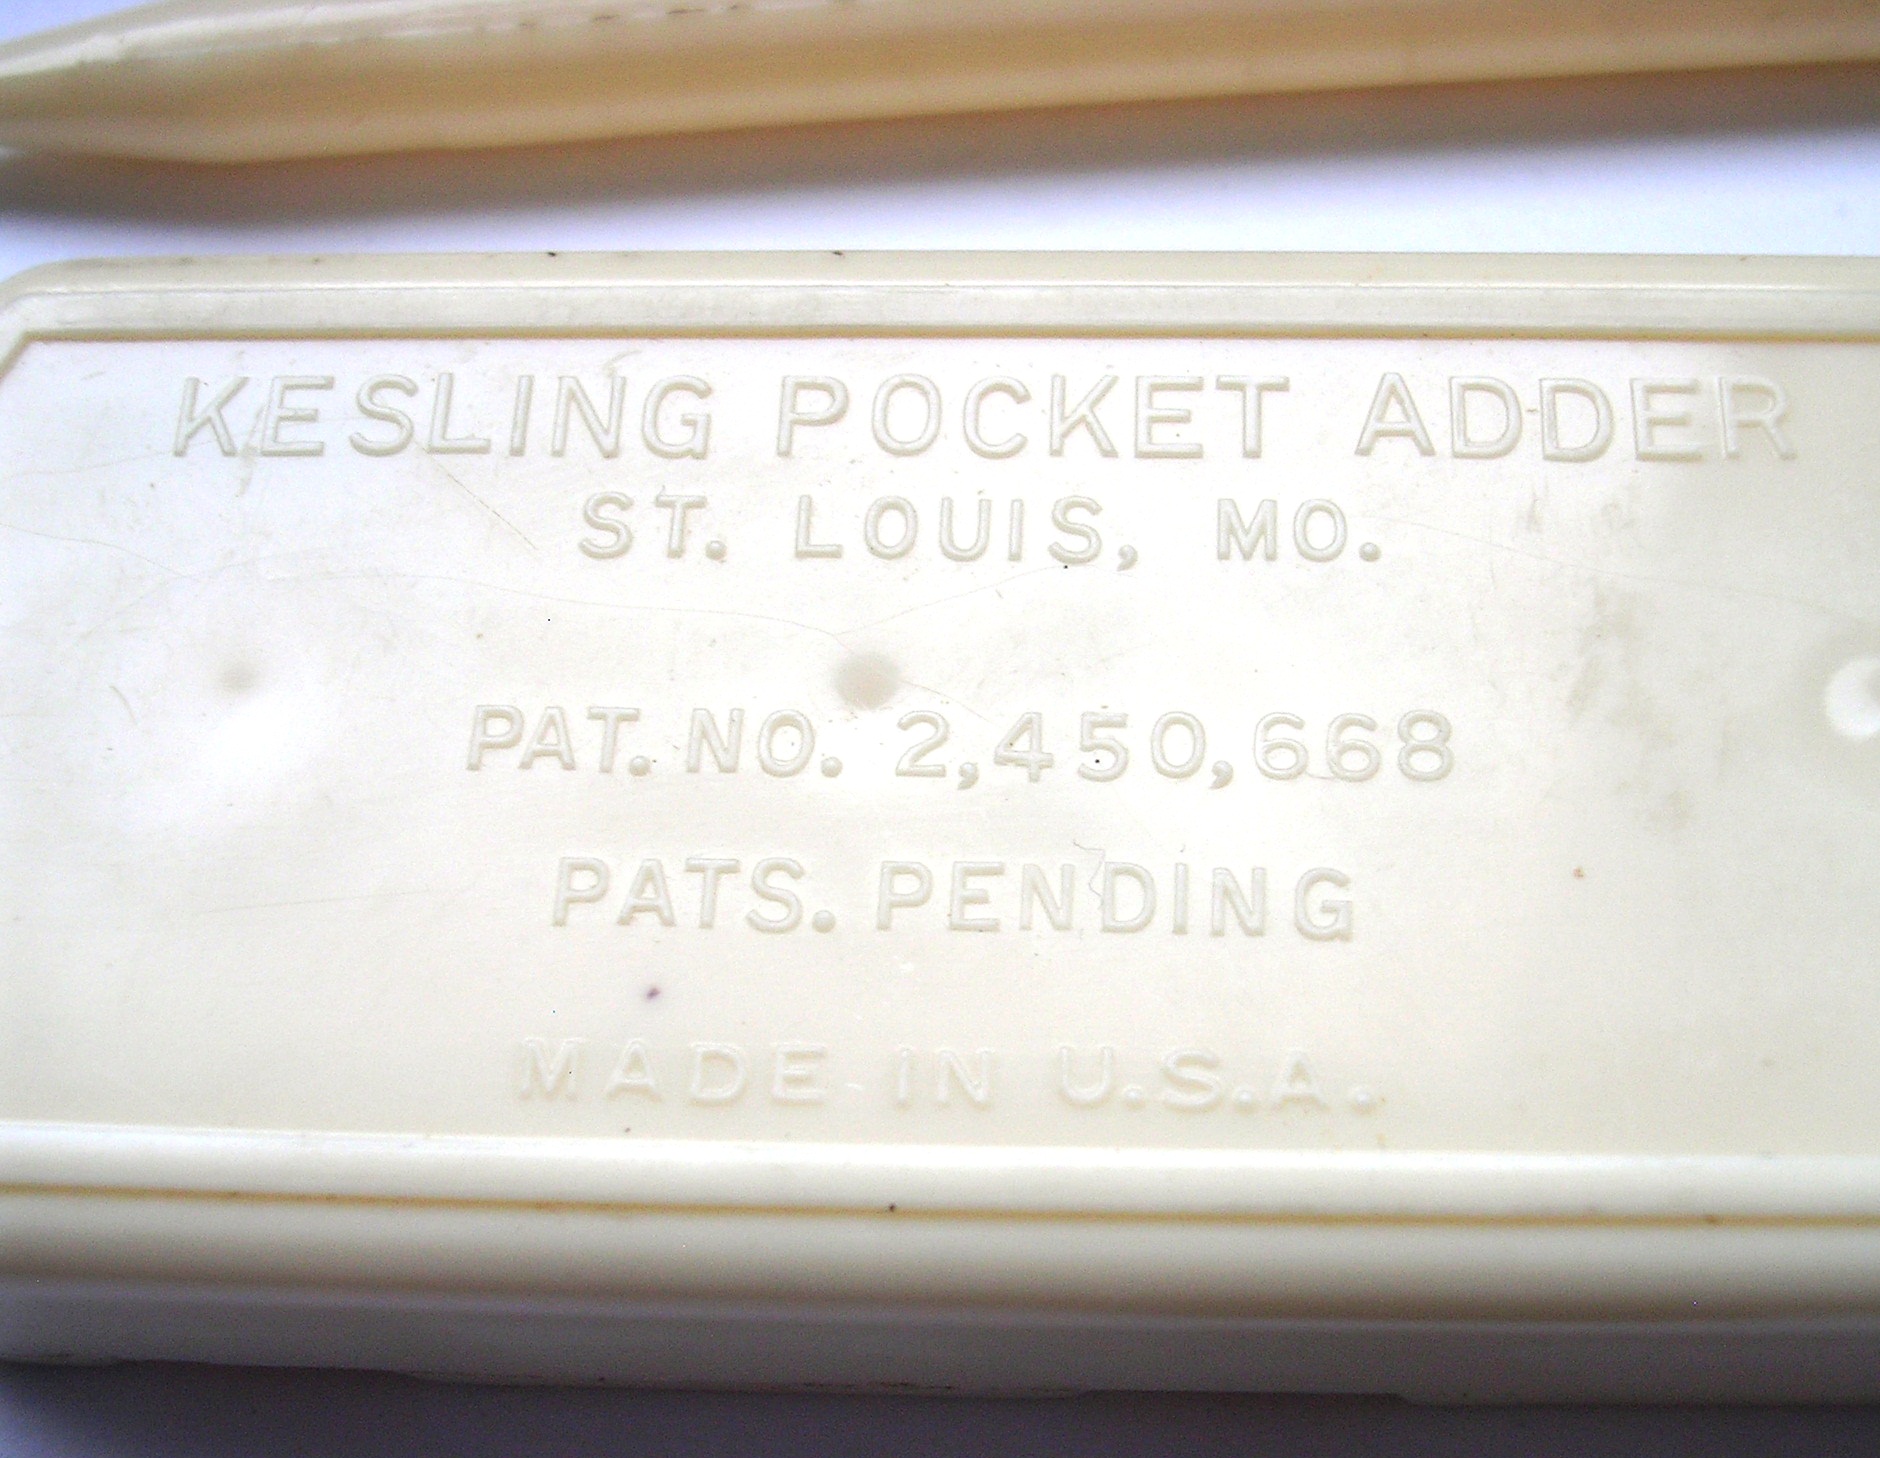 KESLING POCKET ADDER
ST. LOUIS, MO.
PAT. NO. 2,450,668
PATS. PENDING
MADE IN U.S.A.